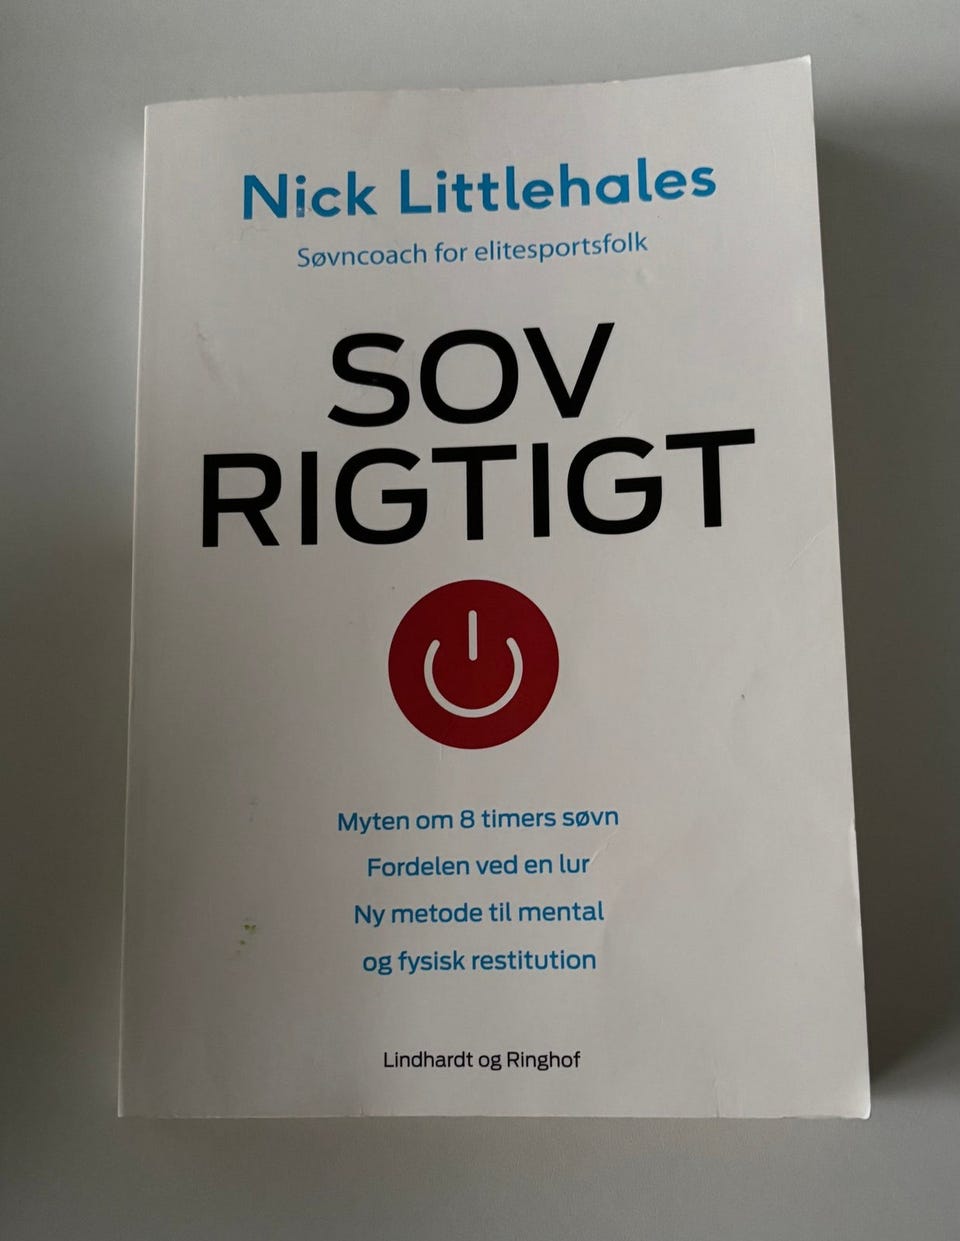 Nick Littlehales
Søvncoach for elitesportsfolk
SOV
RIGTIGT
Myten om 8 timers søvn
Fordelen ved en lur
Ny metode til mental
og fysisk restitution
Lindhardt og Ringhof